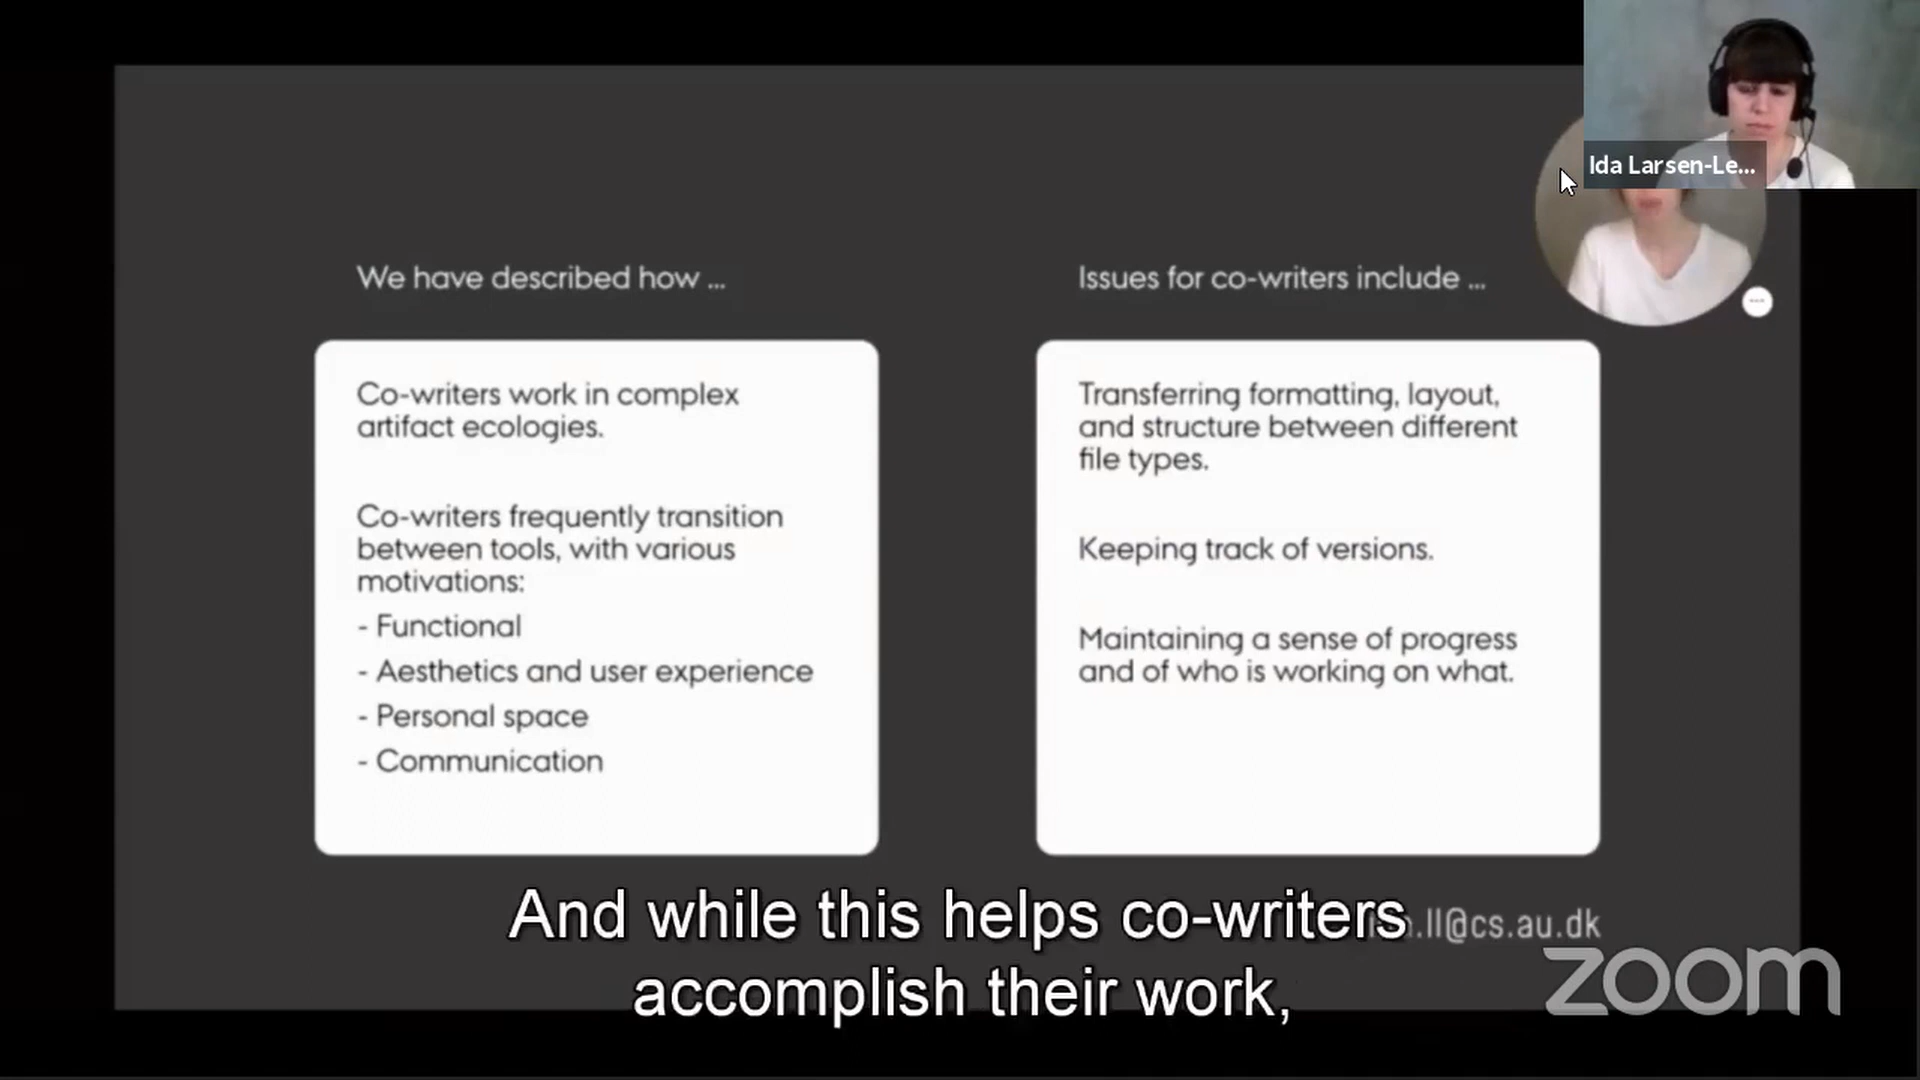 Ida Larsen-Le...
We have described how ...
Co-writers work in complex
artifact ecologies.
Co-writers frequently transition
between tools, with various
motivations:
- Functional
- Aesthetics and user experience
- Personal space
- Communication
Issues for co-writers include ...
Transferring formatting, layout,
and structure between different
file types.
Keeping track of versions.
Maintaining a sense of progress
and of who is working on what.
.ll@cs.au.dk
And while this helps co-writers
accomplish their work,
zoom